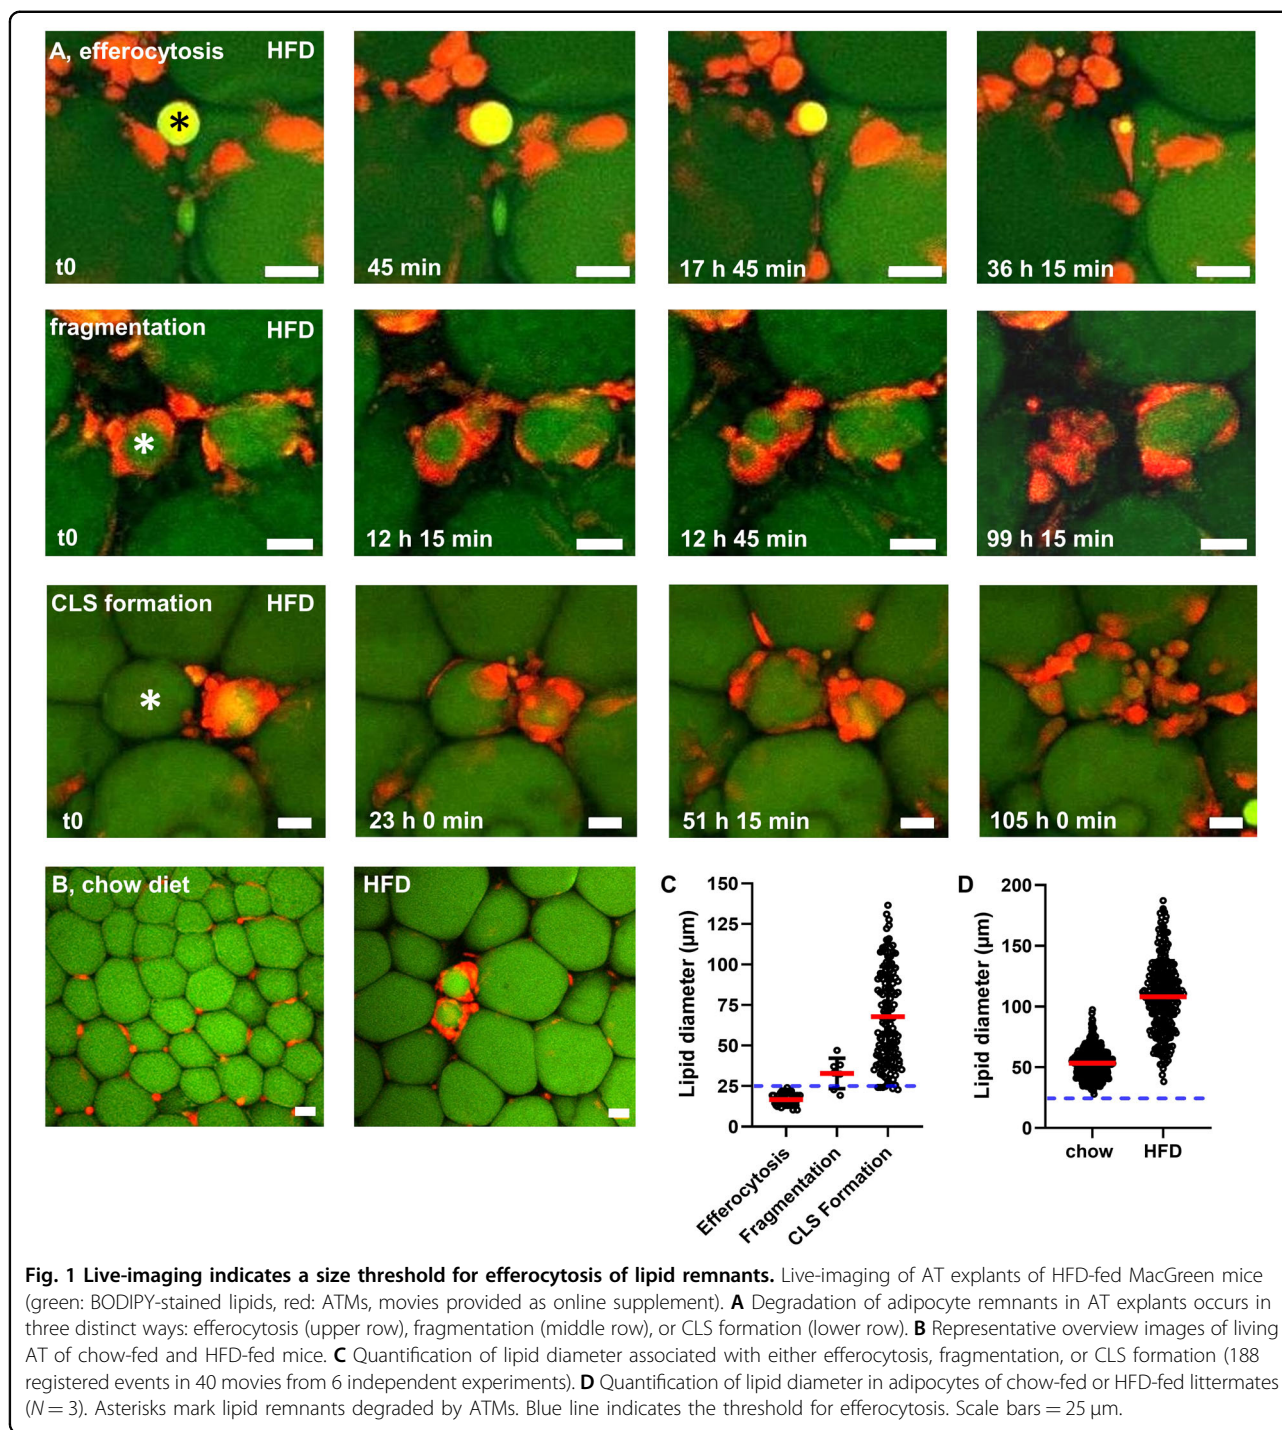 A, efferocytosis HFD
t0
45 min
17 h 45 min
36 h 15 min
fragmentation HFD
*
t0
12 h 15 min
12 h 45 min
99 h 15 min
CLS formation HFD
*
t0
23 h 0 min
51 h 15 min
105 h 0 min
B, chow diet
HFD
C
Lipid diameter (µm)
150
125
100
75
50
25
0
Efferocytosis
Fragmentation
CLS Formation
D
Lipid diameter (µm)
200
150
100
50
0
chow
HFD
Fig. 1 Live-imaging indicates a size threshold for efferocytosis of lipid remnants. Live-imaging of AT explants of HFD-fed MacGreen mice
(green: BODIPY-stained lipids, red: ATMs, movies provided as online supplement). A Degradation of adipocyte remnants in AT explants occurs in
three distinct ways: efferocytosis (upper row), fragmentation (middle row), or CLS formation (lower row). B Representative overview images of living
AT of chow-fed and HFD-fed mice. C Quantification of lipid diameter associated with either efferocytosis, fragmentation, or CLS formation (188
registered events in 40 movies from 6 independent experiments). D Quantification of lipid diameter in adipocytes of chow-fed or HFD-fed littermates
(N = 3). Asterisks mark lipid remnants degraded by ATMs. Blue line indicates the threshold for efferocytosis. Scale bars = 25 µm.